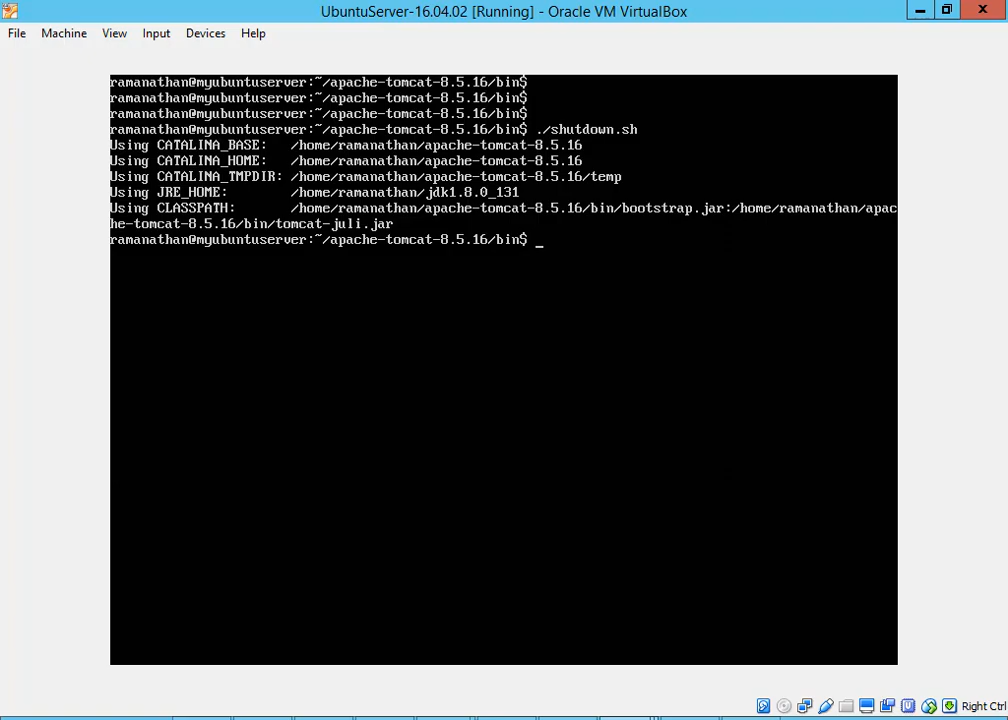 UbuntuServer-16.04.02 [Running] - Oracle VM VirtualBox
File Machine View Input Devices Help
ramanathan@myubuntuserver:~/apache-tomcat-8.5.16/bin$
ramanathan@myubuntuserver:~/apache-tomcat-8.5.16/bin$
ramanathan@myubuntuserver:~/apache-tomcat-8.5.16/bin$
ramanathan@myubuntuserver:~/apache-tomcat-8.5.16/bin$ ./shutdown.sh
Using CATALINA_BASE:   /home/ramanathan/apache-tomcat-8.5.16
Using CATALINA_HOME:   /home/ramanathan/apache-tomcat-8.5.16
Using CATALINA_TMPDIR: /home/ramanathan/apache-tomcat-8.5.16/temp
Using JRE_HOME:        /home/ramanathan/jdk1.8.0_131
Using CLASSPATH:       /home/ramanathan/apache-tomcat-8.5.16/bin/bootstrap.jar:/home/ramanathan/apac
he-tomcat-8.5.16/bin/tomcat-juli.jar
ramanathan@myubuntuserver:~/apache-tomcat-8.5.16/bin$ _
Right Ctrl